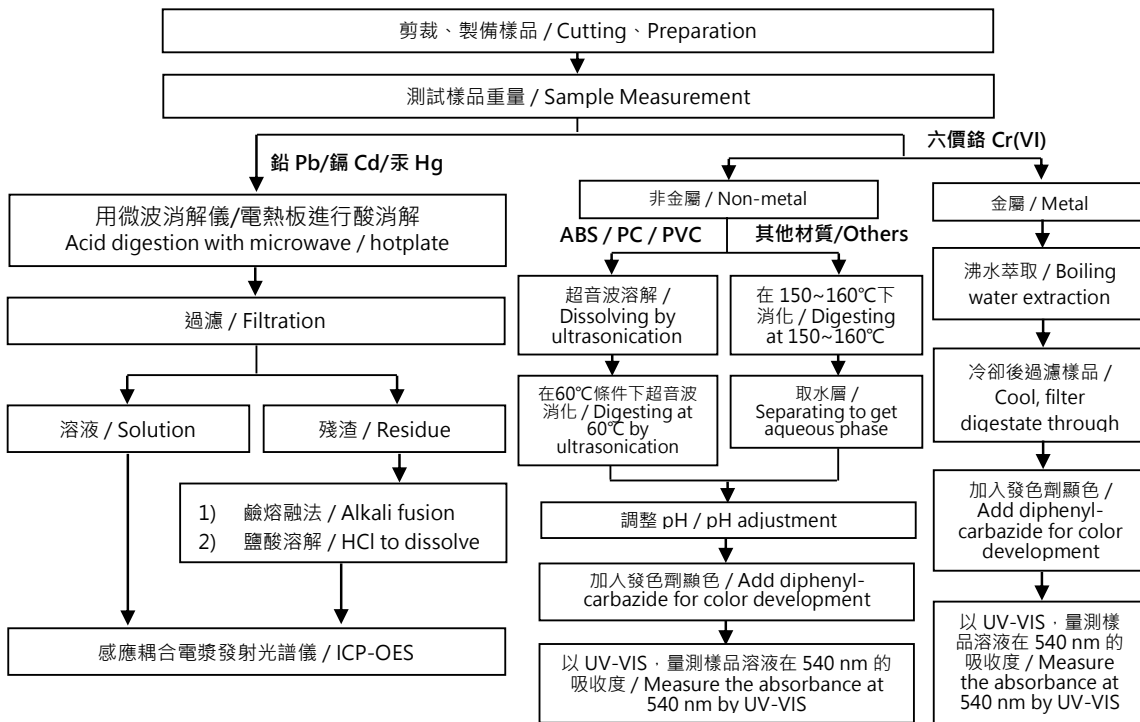 剪裁、製備樣品 / Cutting、Preparation
測試樣品重量 / Sample Measurement
鉛 Pb/鎘 Cd/汞 Hg
六價鉻 Cr(VI)
用微波消解儀/電熱板進行酸消解
Acid digestion with microwave / hotplate
過濾 / Filtration
溶液 / Solution
殘渣 / Residue
1) 鹼熔融法 / Alkali fusion
2) 鹽酸溶解 / HCl to dissolve
感應耦合電漿發射光譜儀 / ICP-OES
非金屬 / Non-metal
ABS / PC / PVC
其他材質/Others
超音波溶解 /
Dissolving by
ultrasonication
在60℃條件下超音波
消化 / Digesting at
60℃ by
ultrasonication
在 150~160℃下
消化 / Digesting
at 150~160℃
取水層 /
Separating to get
aqueous phase
調整 pH / pH adjustment
加入發色劑顯色 / Add diphenyl-
carbazide for color development
以 UV-VIS，量測樣品溶液在 540 nm 的
吸收度 / Measure the absorbance at
540 nm by UV-VIS
金屬 / Metal
沸水萃取 / Boiling
water extraction
冷卻後過濾樣品 /
Cool, filter
digestate through
加入發色劑顯色 /
Add diphenyl-
carbazide for color
development
以 UV-VIS，量測樣
品溶液在 540 nm 的
吸收度 / Measure
the absorbance at
540 nm by UV-VIS